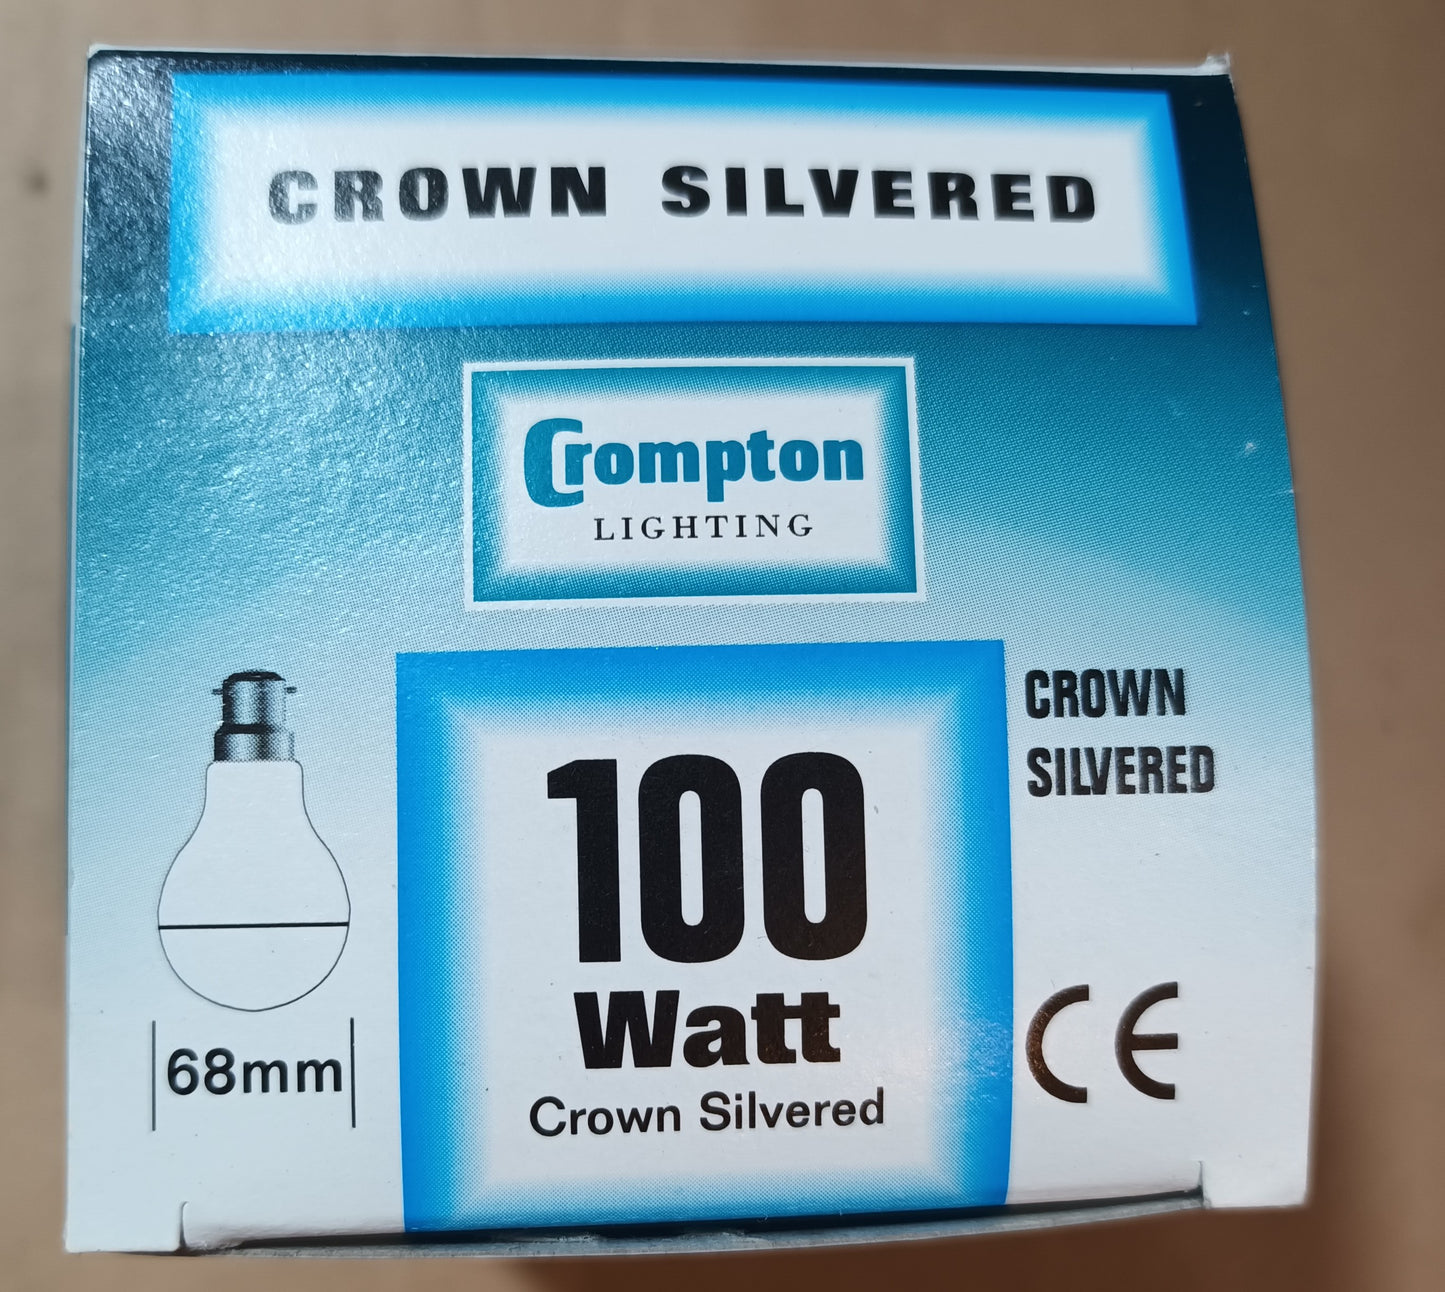 CROWN SILVERED
Crompton
LIGHTING
CROWN
SILVERED
100
Watt
Crown Silvered
68mm
CE